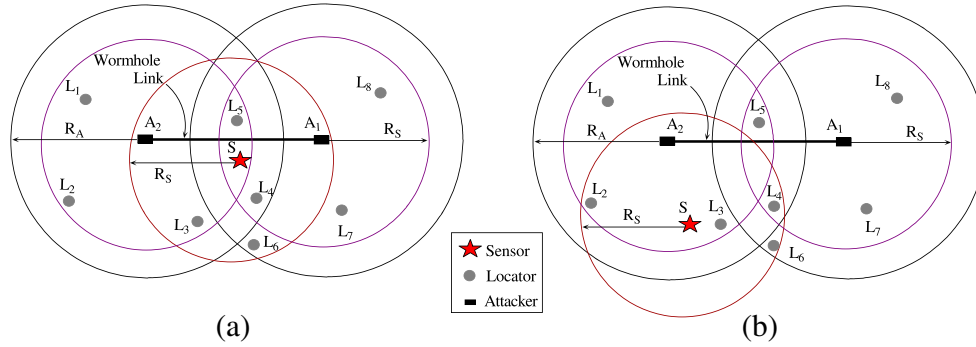 Wormhole
Link
L1
L8
L5
A2
A1
RA
RS
S
RS
L2
L4
L3
L7
L6
(a)
Sensor
Locator
Attacker
Wormhole
Link
L1
L8
L5
A2
A1
RA
RS
L2
L4
RS
S
L3
L7
L6
(b)